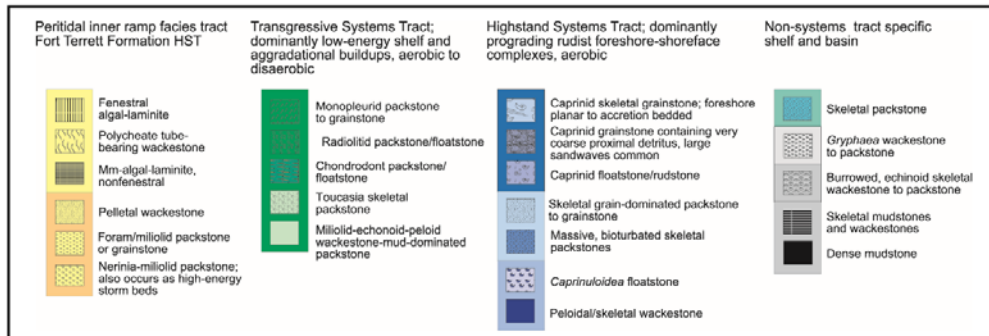 Peritidal inner ramp facies tract
Fort Terrett Formation HST
Fenestral
algal-laminite
Polycheate tube-
bearing wackestone
Mm-algal-laminite,
nonfenestral
Pelletal wackestone
Foram/miliolid packstone
or grainstone
Nerinia-miliolid packstone;
also occurs as high-energy
storm beds
Transgressive Systems Tract;
dominantly low-energy shelf and
aggradational buildups, aerobic to
disaerobic
Monopleurid packstone
to grainstone
Radiolitid packstone/floatstone
Chondrodont packstone/
floatstone
Toucasia skeletal
packstone
Miliolid-echonoid-peloid
wackestone-mud-dominated
packstone
Highstand Systems Tract; dominantly
prograding rudist foreshore-shoreface
complexes, aerobic
Caprinid skeletal grainstone; foreshore
planar to accretion bedded
Caprinid grainstone containing very
coarse proximal detritus, large
sandwaves common
Caprinid floatstone/rudstone
Skeletal grain-dominated packstone
to grainstone
Massive, bioturbated skeletal
packstones
Caprinuloidea floatstone
Peloidal/skeletal wackestone
Non-systems tract specific
shelf and basin
Skeletal packstone
Gryphaea wackestone
to packstone
Burrowed, echinoid skeletal
wackestone to packstone
Skeletal mudstones
and wackestones
Dense mudstone